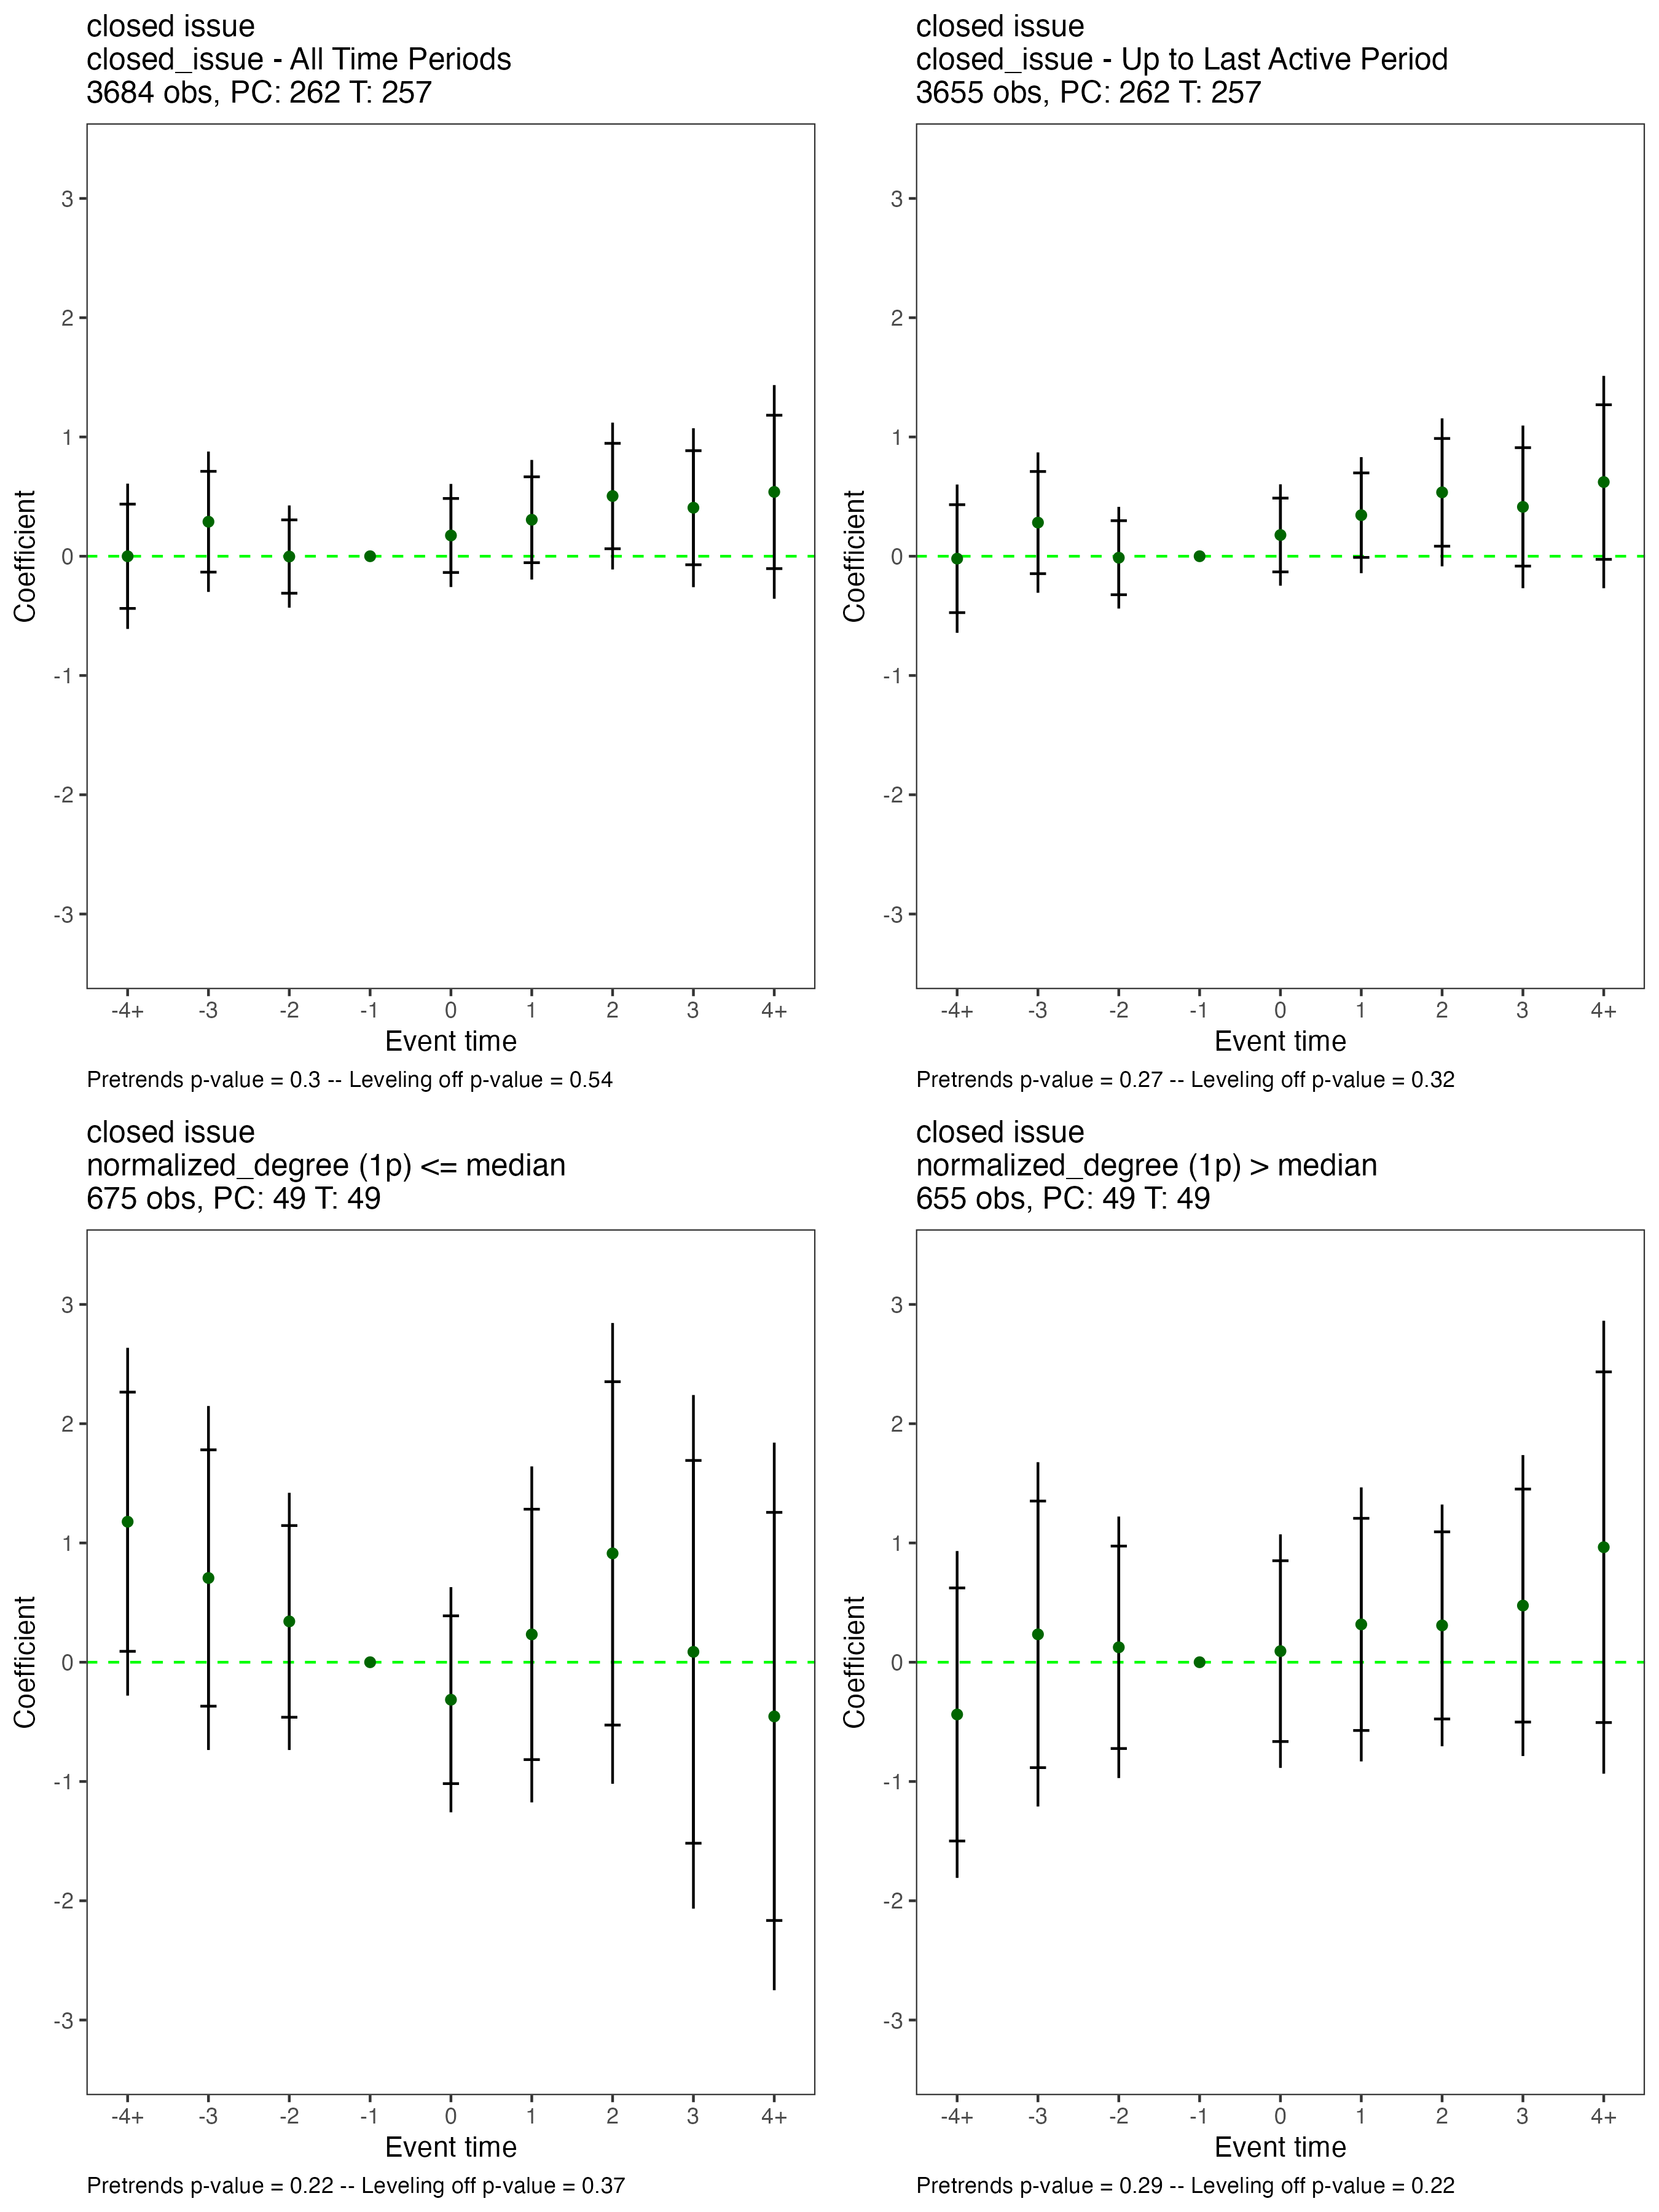 closed issue
closed_issue - All Time Periods
3684 obs, PC: 262 T: 257
3
2
1
0
-1
-2
-3
Coefficient
-4+ -3 -2 -1 0 1 2 3 4+
Event time
Pretrends p-value = 0.3 -- Leveling off p-value = 0.54
closed issue
closed_issue - Up to Last Active Period
3655 obs, PC: 262 T: 257
3
2
1
0
-1
-2
-3
Coefficient
-4+ -3 -2 -1 0 1 2 3 4+
Event time
Pretrends p-value = 0.27 -- Leveling off p-value = 0.32
closed issue
normalized_degree (1p) <= median
675 obs, PC: 49 T: 49
3
2
1
0
-1
-2
-3
Coefficient
-4+ -3 -2 -1 0 1 2 3 4+
Event time
Pretrends p-value = 0.22 -- Leveling off p-value = 0.37
closed issue
normalized_degree (1p) > median
655 obs, PC: 49 T: 49
3
2
1
0
-1
-2
-3
Coefficient
-4+ -3 -2 -1 0 1 2 3 4+
Event time
Pretrends p-value = 0.29 -- Leveling off p-value = 0.22